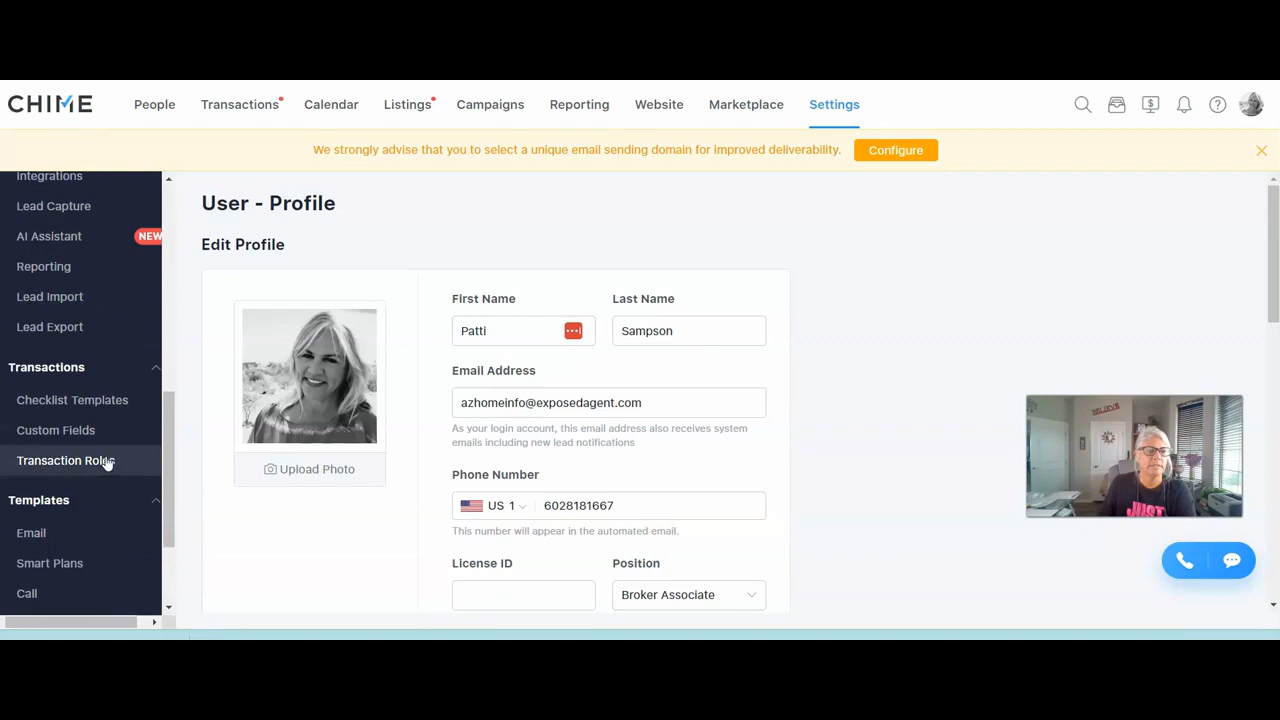 CHIME
People
Transactions
Calendar
Listings
Campaigns
Reporting
Website
Marketplace
Settings
We strongly advise that you to select a unique email sending domain for improved deliverability.
Configure
Integrations
Lead Capture
AI Assistant
NEW
Reporting
Lead Import
Lead Export
Transactions
Checklist Templates
Custom Fields
Transaction Roles
Templates
Email
Smart Plans
Call
User - Profile
Edit Profile
Upload Photo
First Name
Last Name
Patti
Sampson
Email Address
azhomeinfo@exposedagent.com
As your login account, this email address also receives system
emails including new lead notifications
Phone Number
US 1
6028181667
This number will appear in the automated email.
License ID
Position
Broker Associate
BELIEVE
JUST